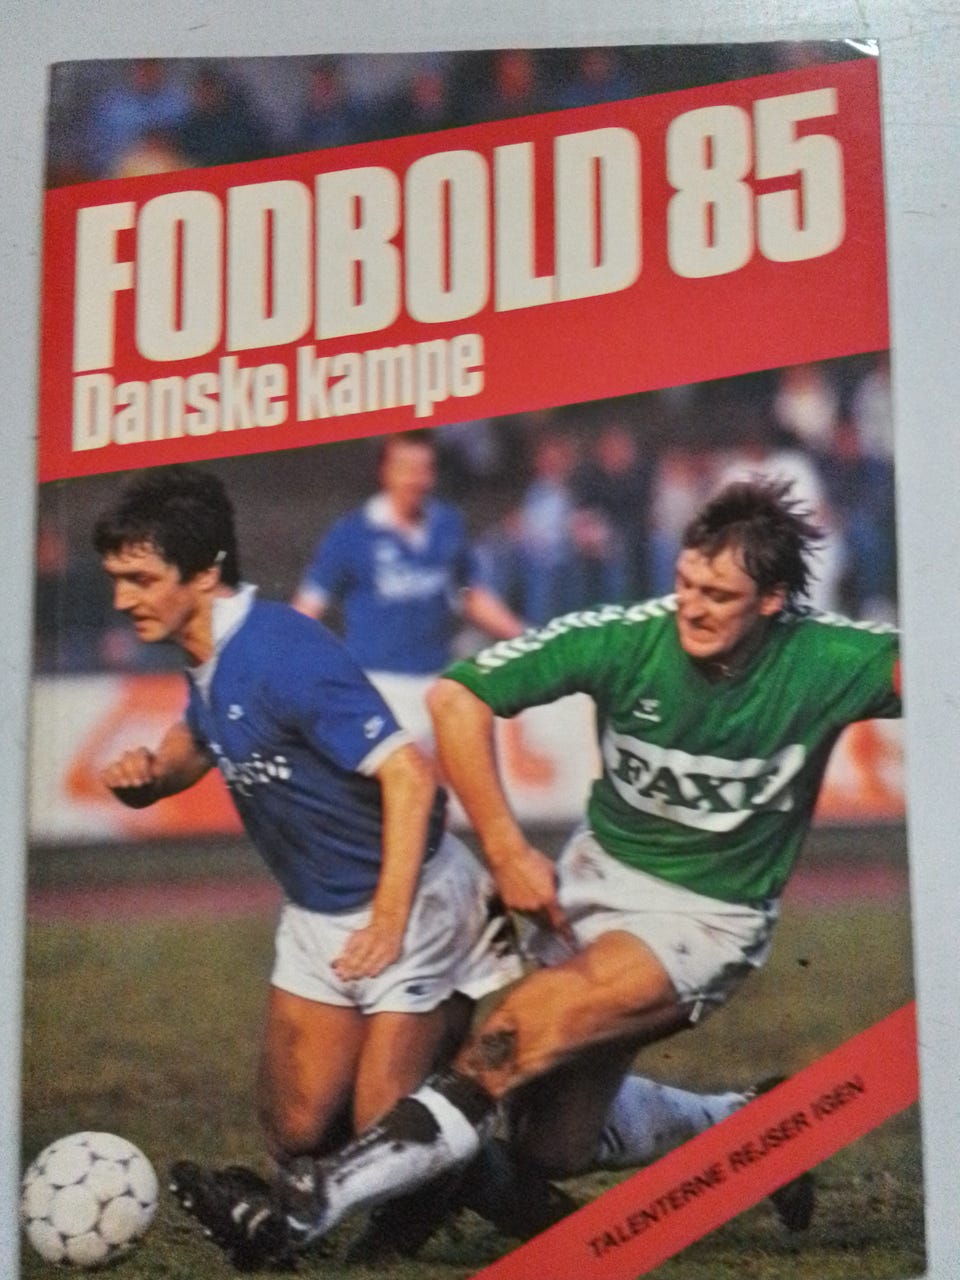 FODBOLD 85
Danske kampe
FAXE
TALENTERNE REJSER IGEN